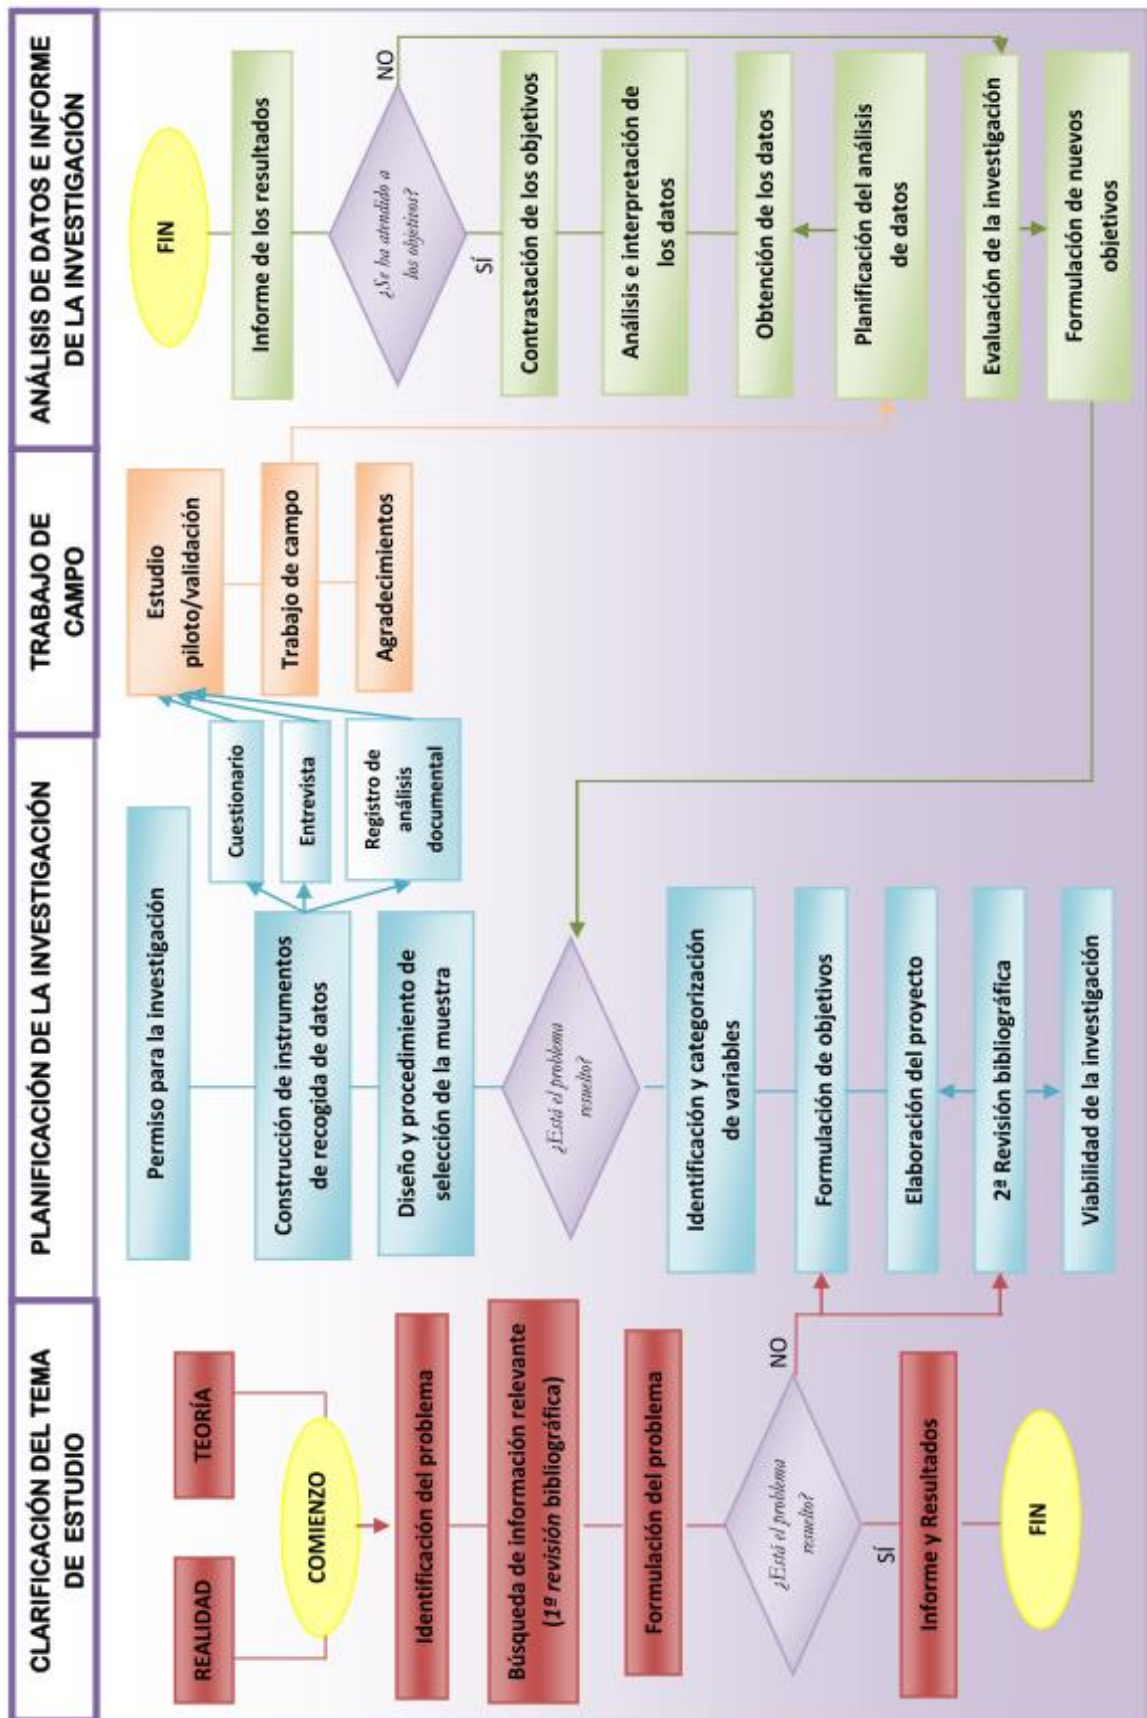 CLARIFICACIÓN DEL TEMA
DE ESTUDIO
PLANIFICACIÓN DE LA INVESTIGACIÓN
TRABAJO DE
CAMPO
ANÁLISIS DE DATOS E INFORME
DE LA INVESTIGACIÓN
REALIDAD
TEORÍA
COMIENZO
Identificación del problema
Búsqueda de información relevante
(1ª revisión bibliográfica)
Formulación del problema
¿Está el problema
resuelto?
NO
SÍ
Informe y Resultados
FIN
Permiso para la investigación
Construcción de instrumentos
de recogida de datos
Cuestionario
Entrevista
Registro de
análisis
documental
Diseño y procedimiento de
selección de la muestra
¿Está el problema
resuelto?
Identificación y categorización
de variables
Formulación de objetivos
Elaboración del proyecto
2ª Revisión bibliográfica
Viabilidad de la investigación
Estudio
piloto/validación
Trabajo de campo
Agradecimientos
FIN
Informe de los resultados
¿Se ha atendido a
los objetivos?
NO
SÍ
Contrastación de los objetivos
Análisis e interpretación de
los datos
Obtención de los datos
Planificación del análisis
de datos
Evaluación de la investigación
Formulación de nuevos
objetivos